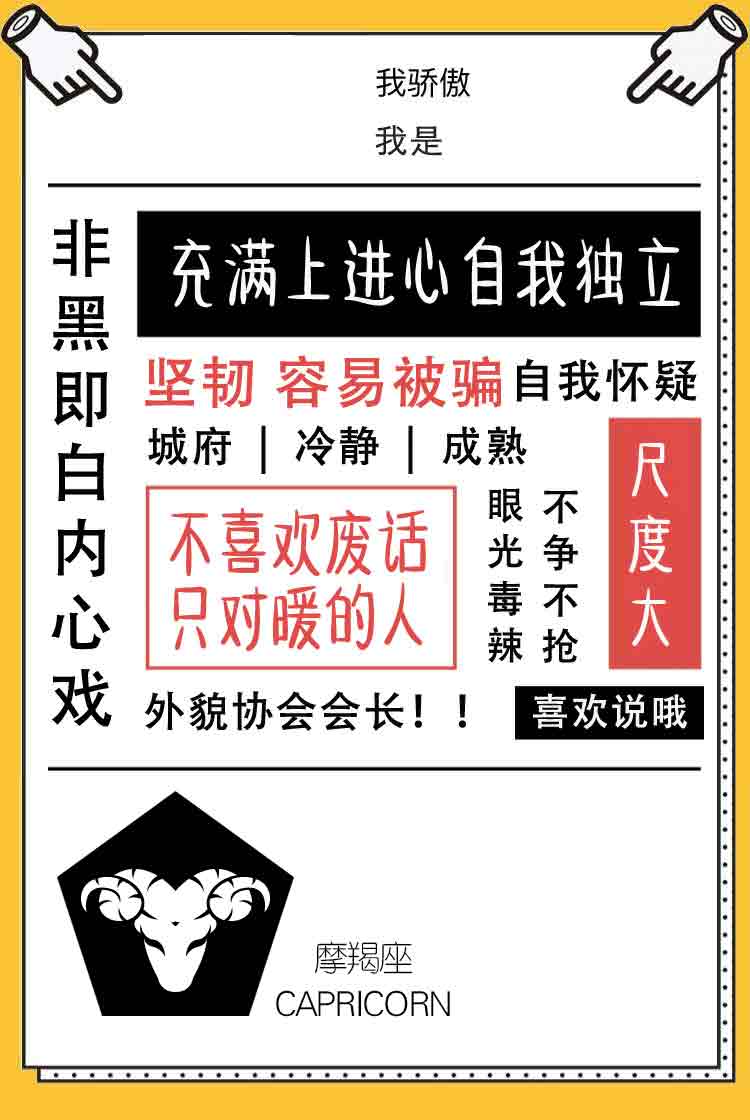 我骄傲
我是
非黑即白内心戏
充满上进心自我独立
坚韧 容易被骗 自我怀疑
城府 | 冷静 | 成熟
不喜欢废话
只对暖的人
眼光毒辣
不争不抢
尺度大
外貌协会会长！！
喜欢说哦
摩羯座
CAPRICORN